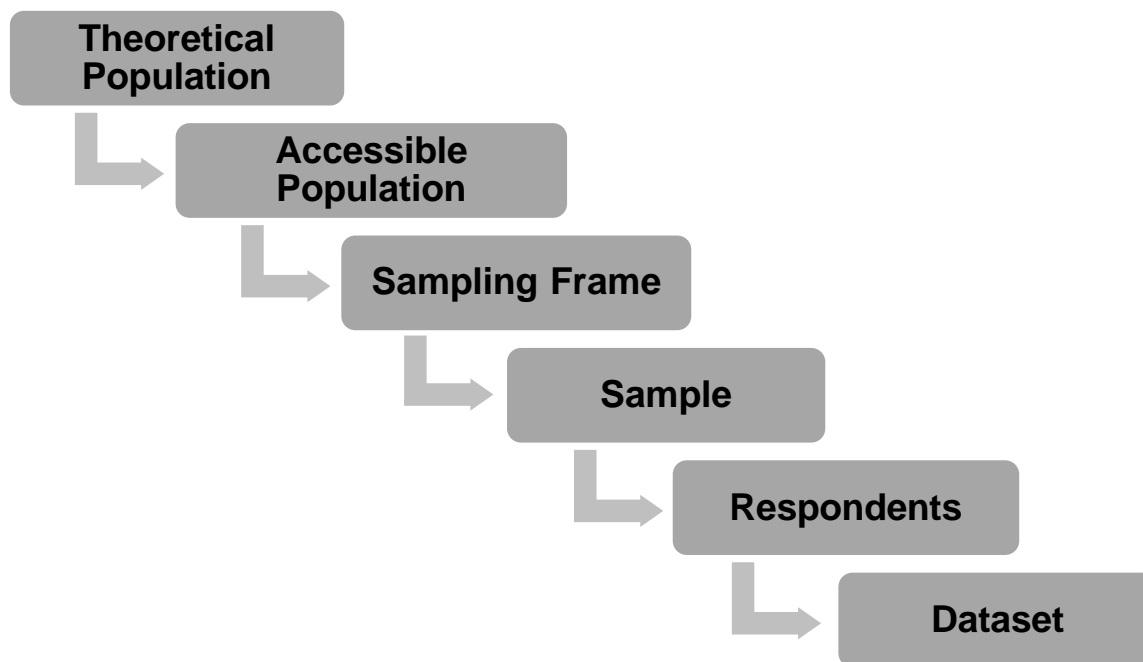 Theoretical
Population
Accessible
Population
Sampling Frame
Sample
Respondents
Dataset